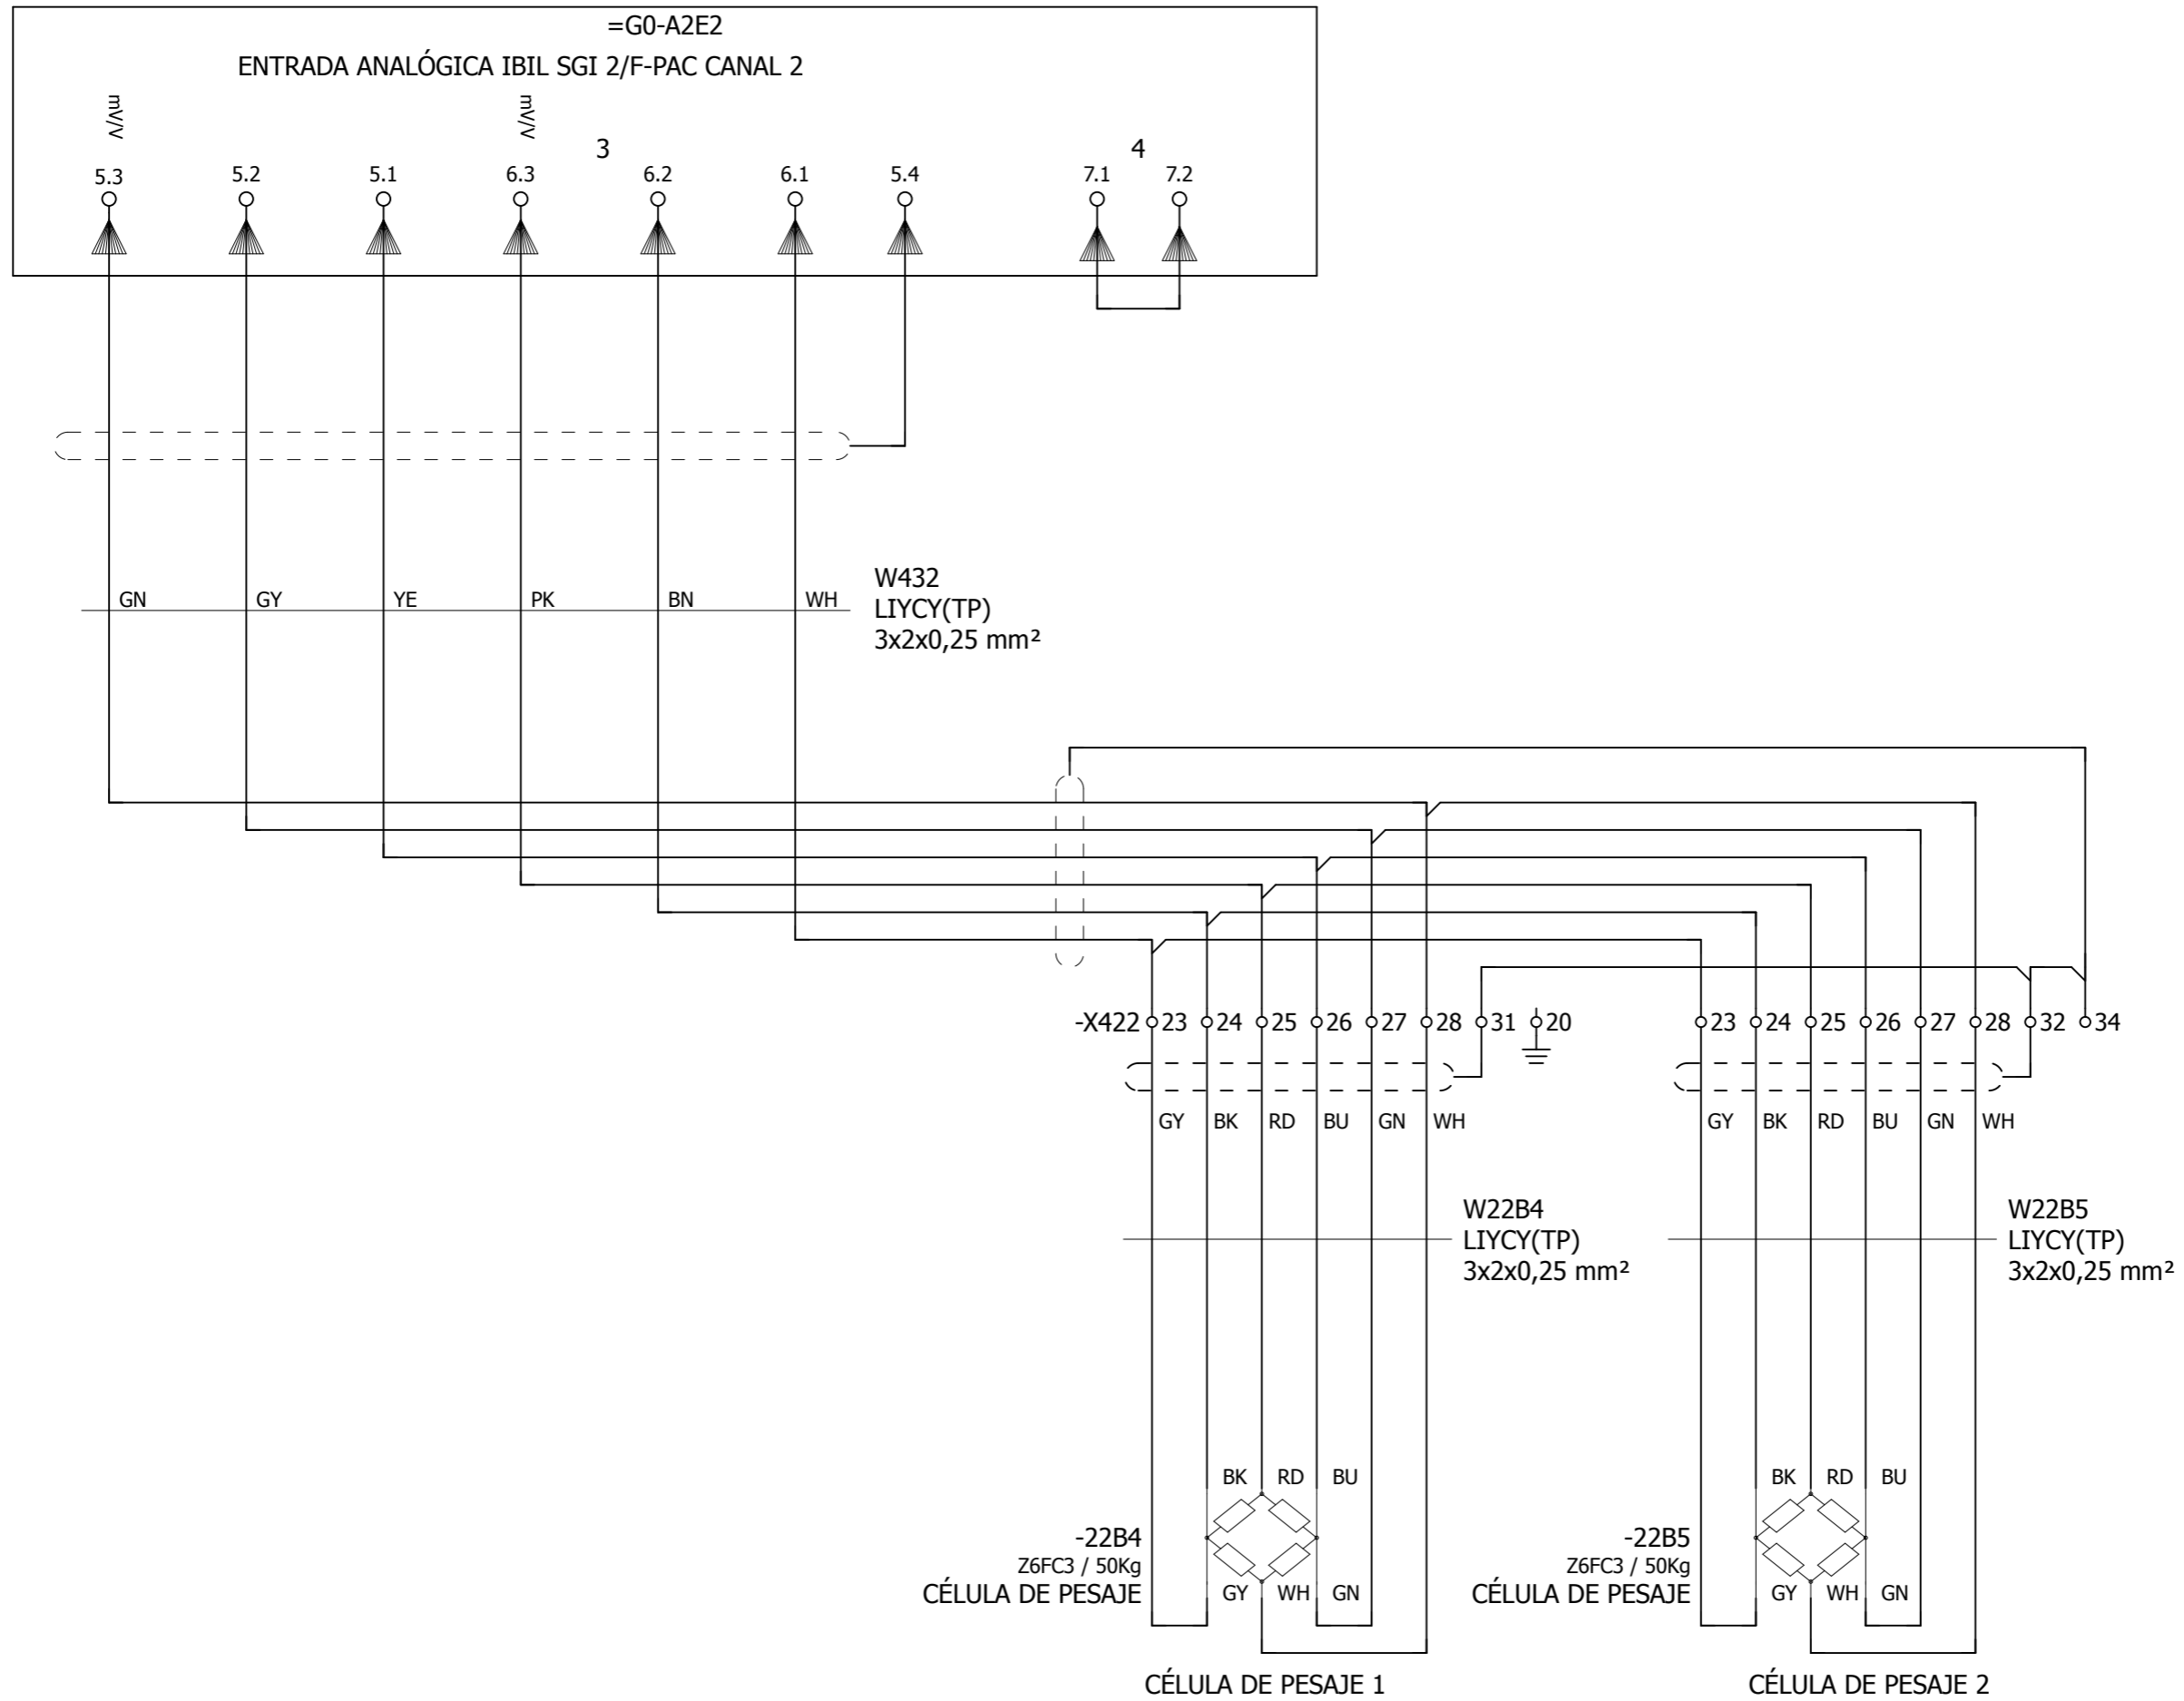 =G0-A2E2
ENTRADA ANALÓGICA IBIL SGI 2/F-PAC CANAL 2
mV/V mV/V
3 4
5.3 5.2 5.1 6.3 6.2 6.1 5.4 7.1 7.2
GN GY YE PK BN WH
W432
LIYCY(TP)
3x2x0,25 mm²
-X422 23 24 25 26 27 28 31 20 23 24 25 26 27 28 32 34
GY BK RD BU GN WH GY BK RD BU GN WH
W22B4
LIYCY(TP)
3x2x0,25 mm²
W22B5
LIYCY(TP)
3x2x0,25 mm²
BK RD BU
-22B4
Z6FC3 / 50Kg
CÉLULA DE PESAJE
GY WH GN
CÉLULA DE PESAJE 1
BK RD BU
-22B5
Z6FC3 / 50Kg
CÉLULA DE PESAJE
GY WH GN
CÉLULA DE PESAJE 2